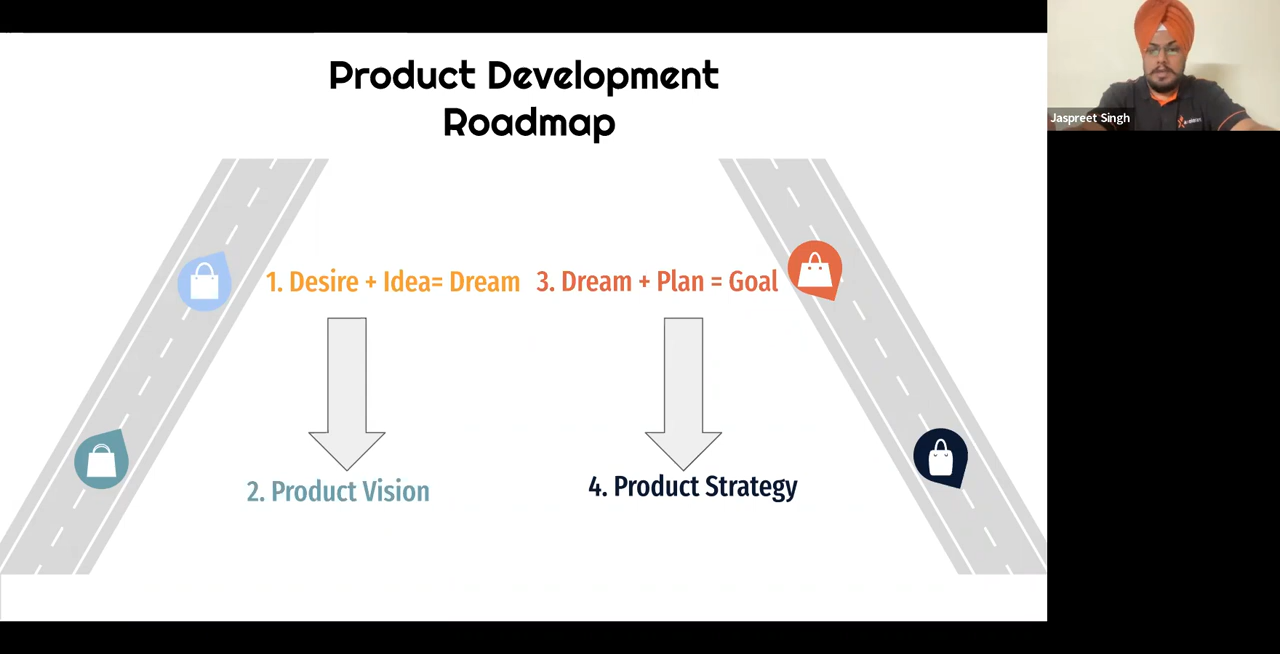 Product Development
Roadmap
Jaspreet Singh
1. Desire + Idea= Dream
3. Dream + Plan = Goal
2. Product Vision
4. Product Strategy